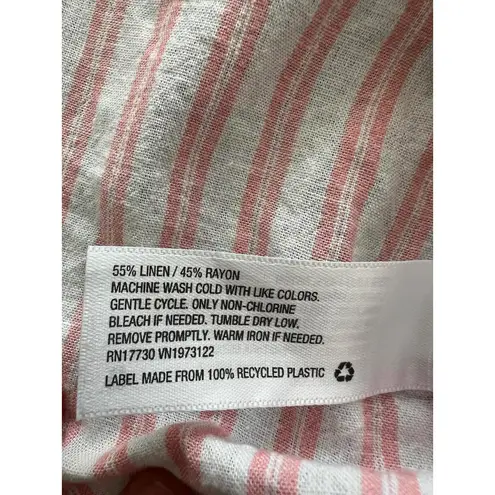 55% LINEN / 45% RAYON
MACHINE WASH COLD WITH LIKE COLORS.
GENTLE CYCLE. ONLY NON-CHLORINE
BLEACH IF NEEDED. TUMBLE DRY LOW.
REMOVE PROMPTLY. WARM IRON IF NEEDED.
RN17730 VN1973122
LABEL MADE FROM 100% RECYCLED PLASTIC